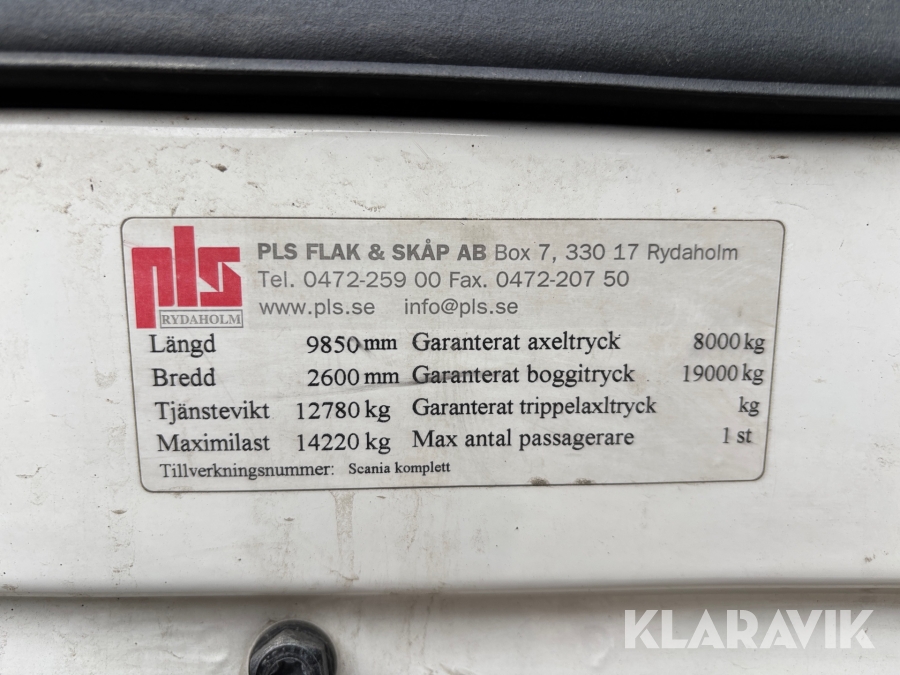 pls
RYDAHOLM
PLS FLAK & SKÅP AB Box 7, 330 17 Rydaholm
Tel. 0472-259 00 Fax. 0472-207 50
www.pls.se info@pls.se
Längd 9850 mm Garanterat axeltryck 8000 kg
Bredd 2600 mm Garanterat boggitryck 19000 kg
Tjänstevikt 12780 kg Garanterat trippelaxltryck kg
Maximilast 14220 kg Max antal passagerare 1 st
Tillverkningsnummer: Scania komplett
KLARAVIK